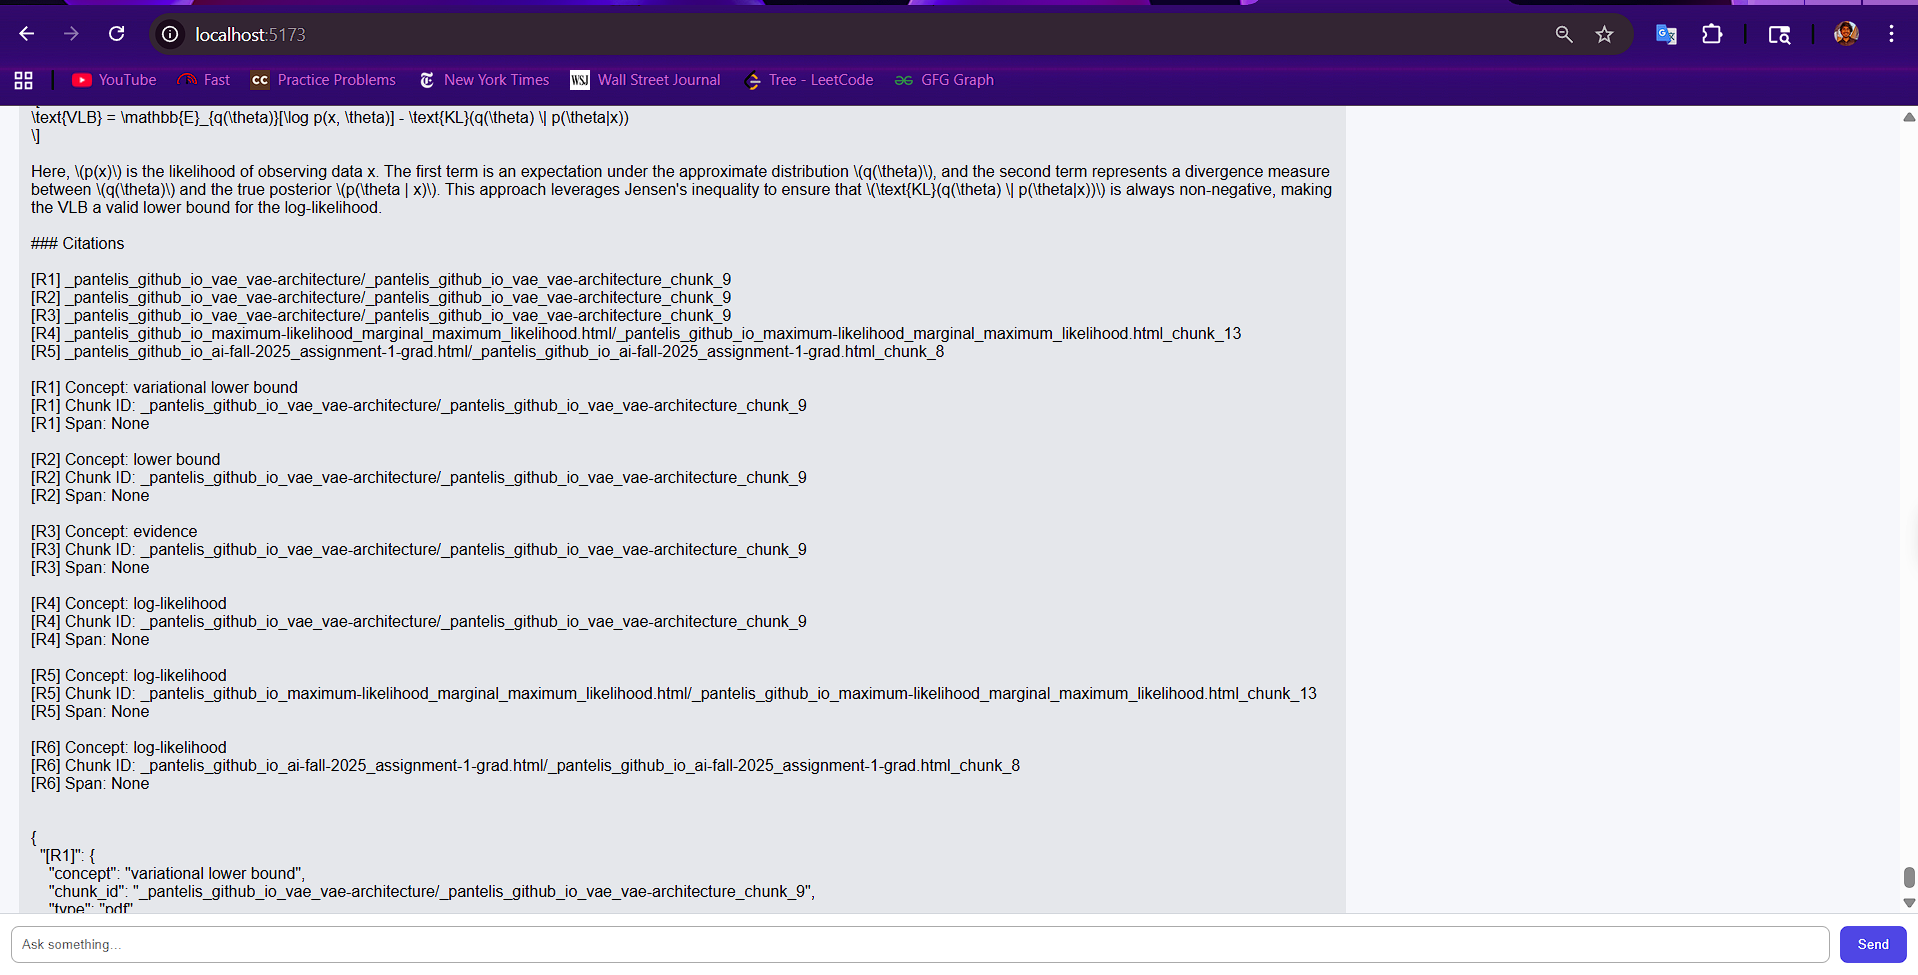 localhost:5173
YouTube
Fast
CC
Practice Problems
New York Times
WSJ
Wall Street Journal
Tree - LeetCode
GFG Graph
\text{VLB} = \mathbb{E}_{q(\theta)}[\log p(x, \theta)] - \text{KL}(q(\theta) \| p(\theta|x))
\]
Here, \(p(x)\) is the likelihood of observing data x. The first term is an expectation under the approximate distribution \(q(\theta)\), and the second term represents a divergence measure
between \(q(\theta)\) and the true posterior \(p(\theta | x)\). This approach leverages Jensen's inequality to ensure that \(\text{KL}(q(\theta) \| p(\theta|x))\) is always non-negative, making
the VLB a valid lower bound for the log-likelihood.
### Citations
[R1] _pantelis_github_io_vae_vae-architecture/_pantelis_github_io_vae_vae-architecture_chunk_9
[R2] _pantelis_github_io_vae_vae-architecture/_pantelis_github_io_vae_vae-architecture_chunk_9
[R3] _pantelis_github_io_vae_vae-architecture/_pantelis_github_io_vae_vae-architecture_chunk_9
[R4] _pantelis_github_io_maximum-likelihood_marginal_maximum_likelihood.html/_pantelis_github_io_maximum-likelihood_marginal_maximum_likelihood.html_chunk_13
[R5] _pantelis_github_io_ai-fall-2025_assignment-1-grad.html/_pantelis_github_io_ai-fall-2025_assignment-1-grad.html_chunk_8
[R1] Concept: variational lower bound
[R1] Chunk ID: _pantelis_github_io_vae_vae-architecture/_pantelis_github_io_vae_vae-architecture_chunk_9
[R1] Span: None
[R2] Concept: lower bound
[R2] Chunk ID: _pantelis_github_io_vae_vae-architecture/_pantelis_github_io_vae_vae-architecture_chunk_9
[R2] Span: None
[R3] Concept: evidence
[R3] Chunk ID: _pantelis_github_io_vae_vae-architecture/_pantelis_github_io_vae_vae-architecture_chunk_9
[R3] Span: None
[R4] Concept: log-likelihood
[R4] Chunk ID: _pantelis_github_io_vae_vae-architecture/_pantelis_github_io_vae_vae-architecture_chunk_9
[R4] Span: None
[R5] Concept: log-likelihood
[R5] Chunk ID: _pantelis_github_io_maximum-likelihood_marginal_maximum_likelihood.html/_pantelis_github_io_maximum-likelihood_marginal_maximum_likelihood.html_chunk_13
[R5] Span: None
[R6] Concept: log-likelihood
[R6] Chunk ID: _pantelis_github_io_ai-fall-2025_assignment-1-grad.html/_pantelis_github_io_ai-fall-2025_assignment-1-grad.html_chunk_8
[R6] Span: None
{
"[R1]": {
"concept": "variational lower bound",
"chunk_id": "_pantelis_github_io_vae_vae-architecture/_pantelis_github_io_vae_vae-architecture_chunk_9",
"type": "pdf"
Ask something...
Send